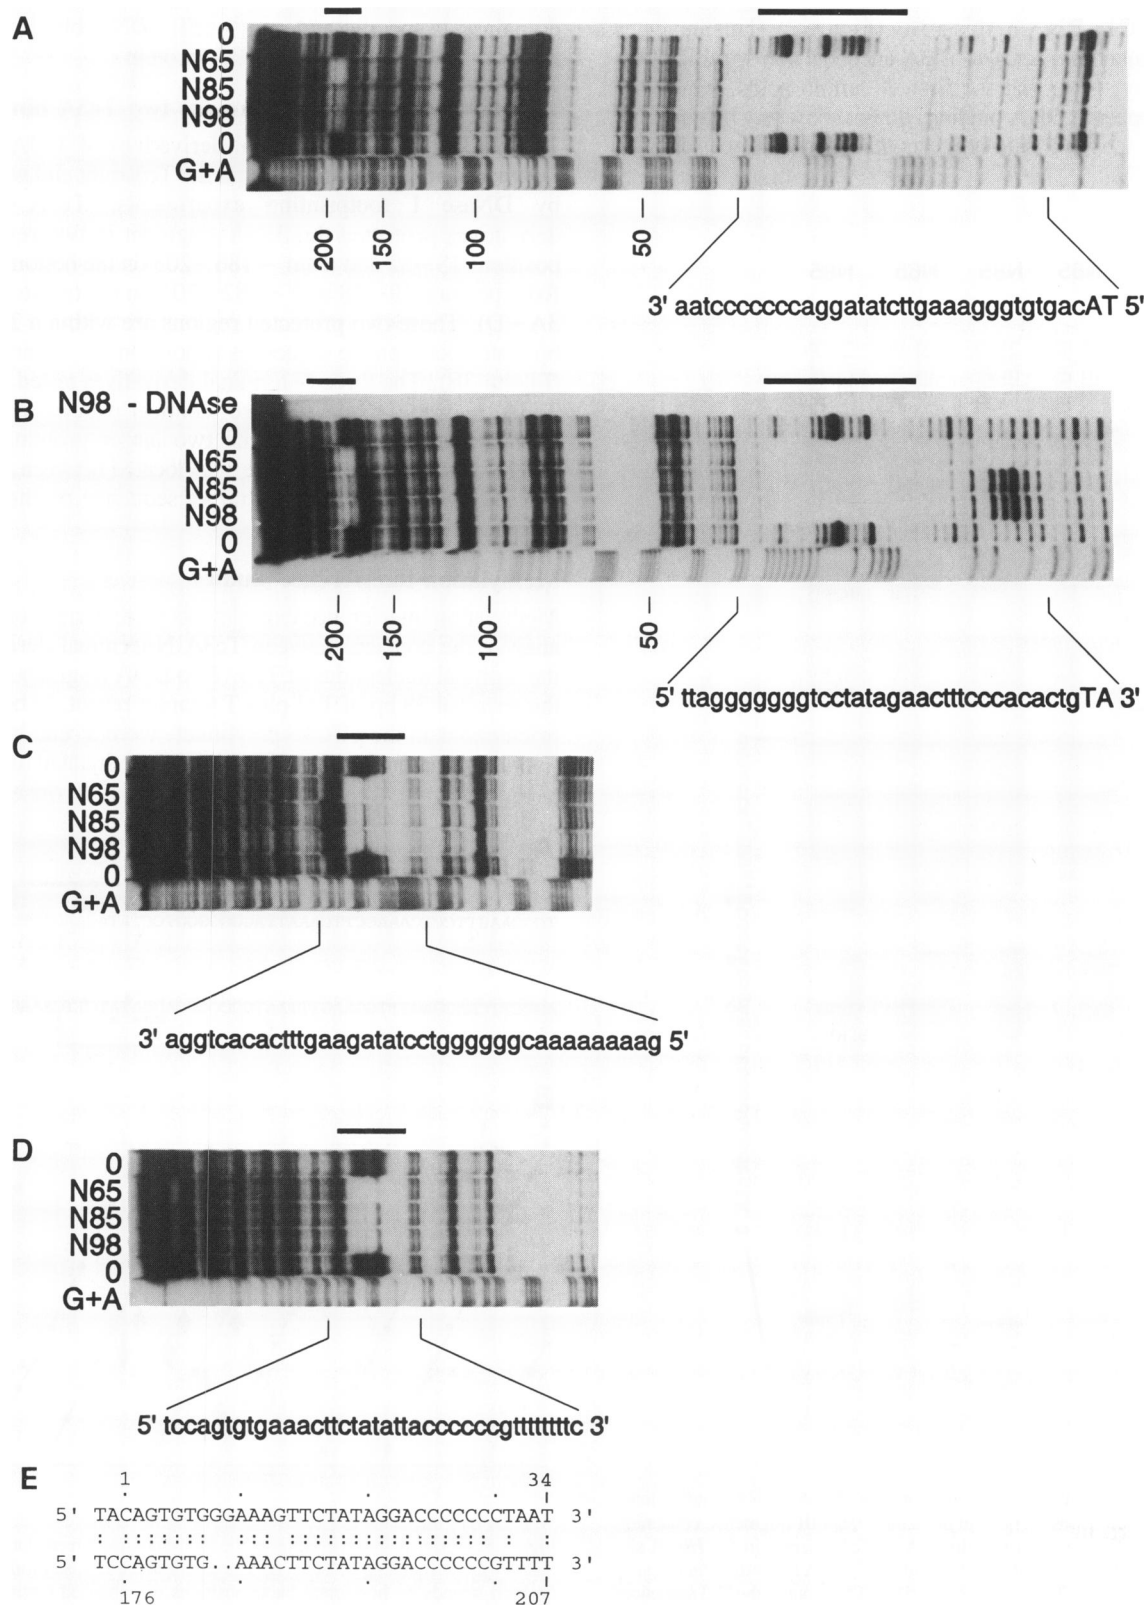 A
0
N65
N85
N98
0
G+A
200
150
100
50
3' aatcccccccaggatatcttgaaagggtgtgacAT 5'
B
N98 - DNAse
0
N65
N85
N98
0
G+A
200
150
100
50
5' ttagggggggtcctatagaactttcccacactgTA 3'
C
0
N65
N85
N98
0
G+A
3' aggtcacactttgaagatatcctggggggcaaaaaaaaag 5'
D
0
N65
N85
N98
0
G+A
5' tccagtgtgaaacttctatattaccccccgtttttttttc 3'
E
1 34
5' TACAGTGTGGGAAAGTTCTATAGGACCCCCCCTAAT 3'
5' TCCAGTGTG..AAACTTCTATAGGACCCCCCGTTTT 3'
176 207